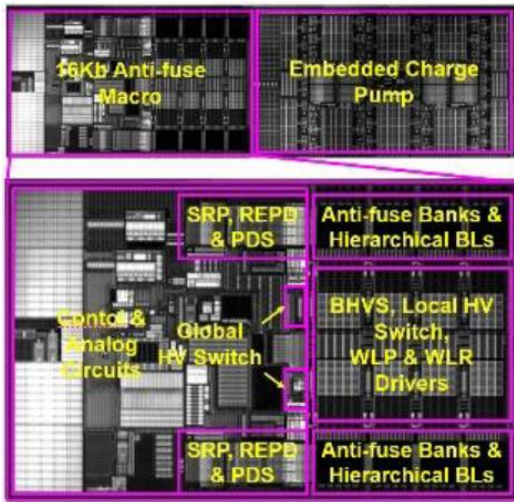 16Kb Anti-fuse
Macro
Embedded Charge
Pump
SRP, REPD
& PDS
Anti-fuse Banks &
Hierarchical BLs
Contol &
Analog
Circuits
Global
HV Switch
BHVS, Local HV
Switch,
WLP & WLR
Drivers
SRP, REPD
& PDS
Anti-fuse Banks &
Hierarchical BLs